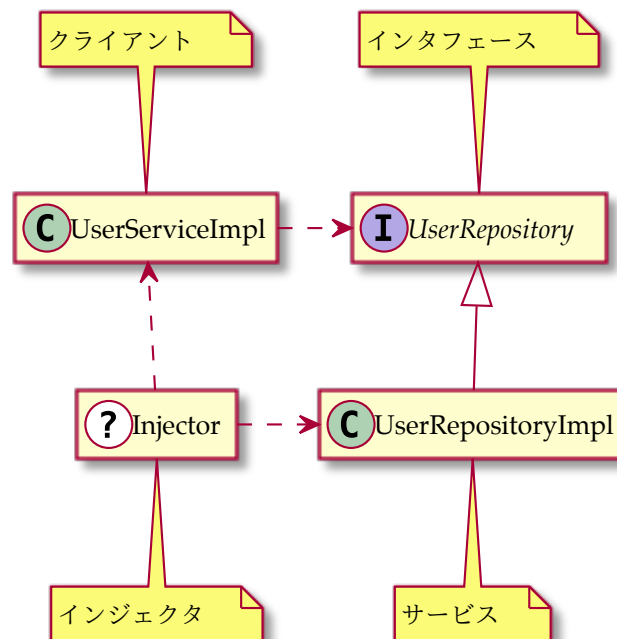 クライアント
インタフェース
C UserServiceImpl
I UserRepository
? Injector
C UserRepositoryImpl
インジェクタ
サービス